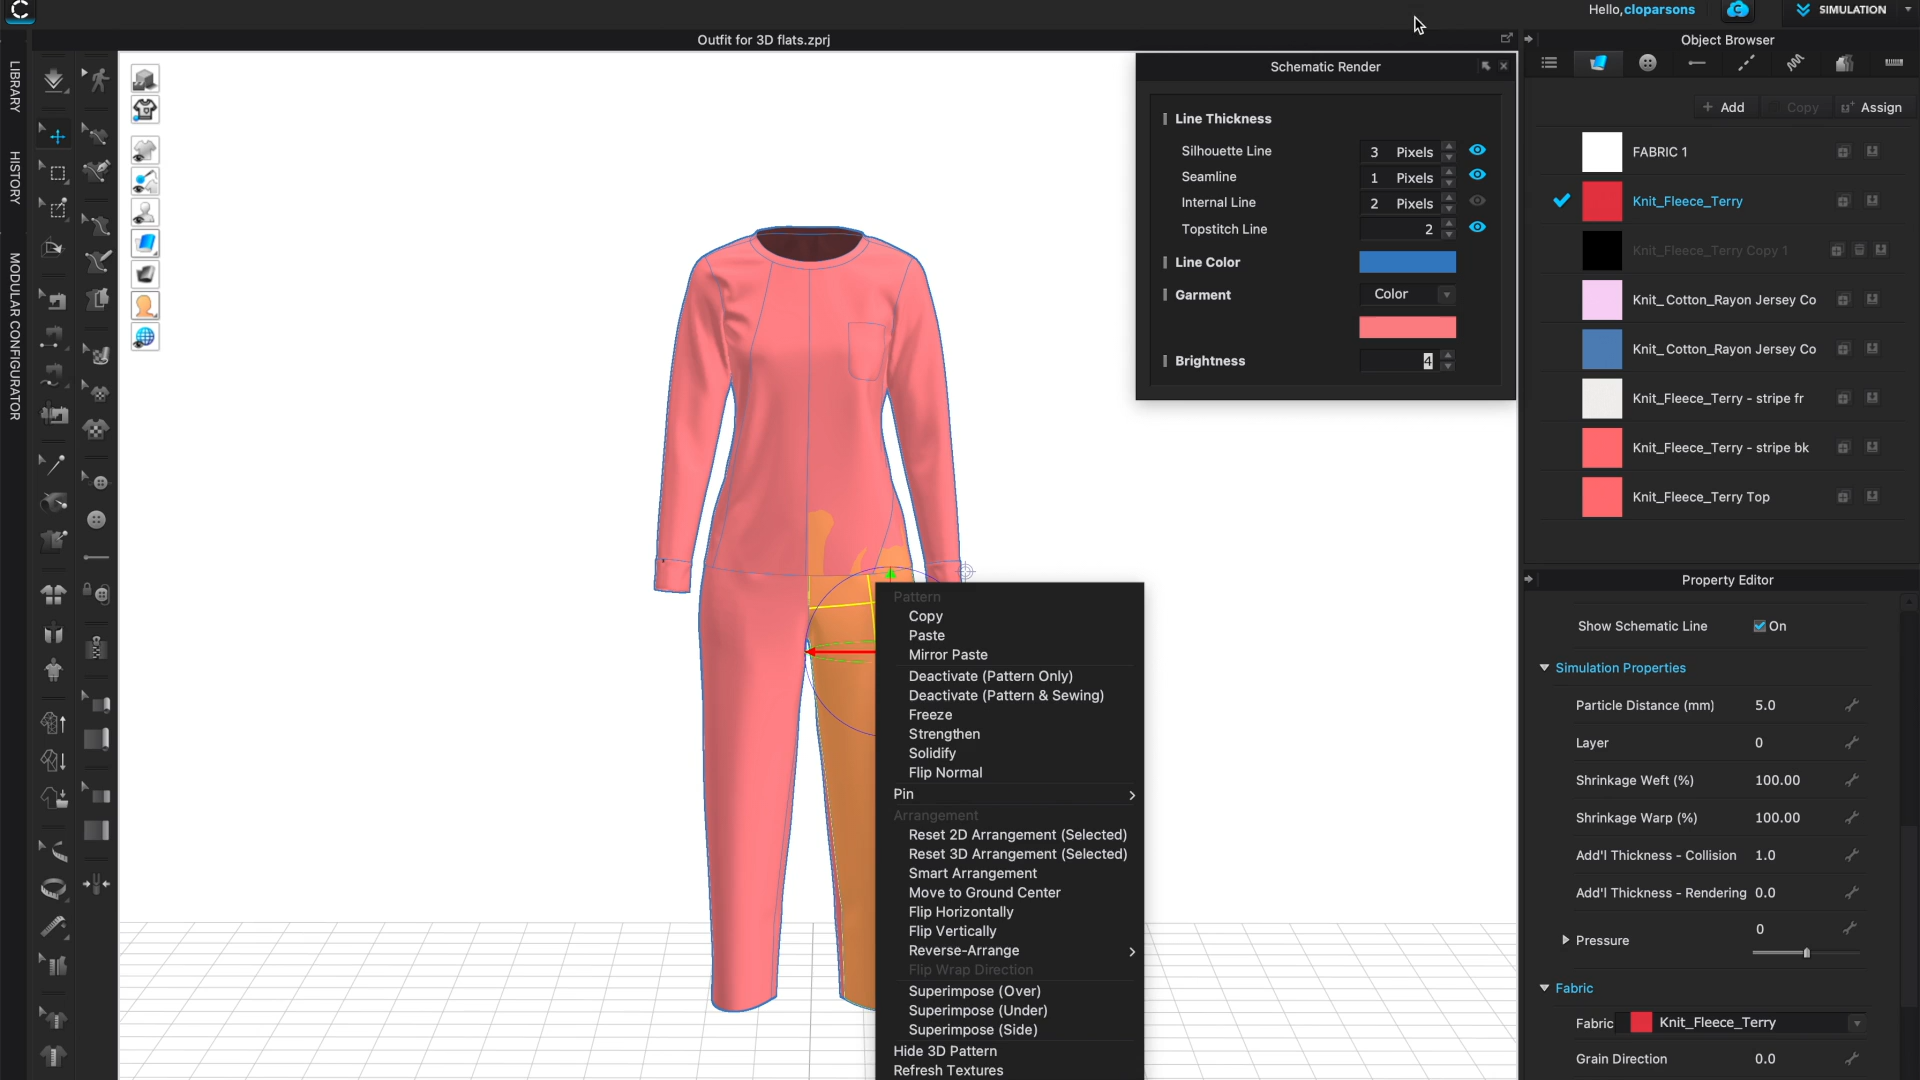 Hello,cloparsons
SIMULATION
Outfit for 3D flats.zprj
LIBRARY
HISTORY
MODULAR CONFIGURATOR
Schematic Render
Line Thickness
Silhouette Line 3 Pixels
Seamline 1 Pixels
Internal Line 2 Pixels
Topstitch Line 2
Line Color
Garment Color
Brightness 4
Pattern
Copy
Paste
Mirror Paste
Deactivate (Pattern Only)
Deactivate (Pattern & Sewing)
Freeze
Strengthen
Solidify
Flip Normal
Pin
Arrangement
Reset 2D Arrangement (Selected)
Reset 3D Arrangement (Selected)
Smart Arrangement
Move to Ground Center
Flip Horizontally
Flip Vertically
Reverse-Arrange
Flip Wrap Direction
Superimpose (Over)
Superimpose (Under)
Superimpose (Side)
Hide 3D Pattern
Refresh Textures
Object Browser
+ Add Copy Assign
FABRIC 1
Knit_Fleece_Terry
Knit_Fleece_Terry Copy 1
Knit_Cotton_Rayon Jersey Co
Knit_Cotton_Rayon Jersey Co
Knit_Fleece_Terry - stripe fr
Knit_Fleece_Terry - stripe bk
Knit_Fleece_Terry Top
Property Editor
Show Schematic Line On
Simulation Properties
Particle Distance (mm) 5.0
Layer 0
Shrinkage Weft (%) 100.00
Shrinkage Warp (%) 100.00
Add'l Thickness - Collision 1.0
Add'l Thickness - Rendering 0.0
Pressure 0
Fabric
Fabric Knit_Fleece_Terry
Grain Direction 0.0